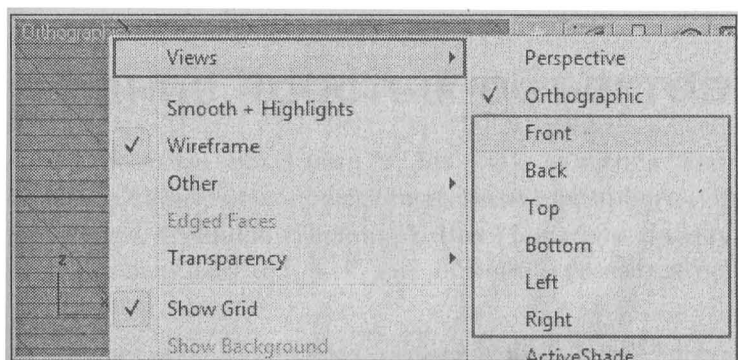 Orthographic
Views
Smooth + Highlights
Wireframe
Other
Edged Faces
Transparency
Show Grid
Show Background
Perspective
Orthographic
Front
Back
Top
Bottom
Left
Right
ActiveShade
z
x